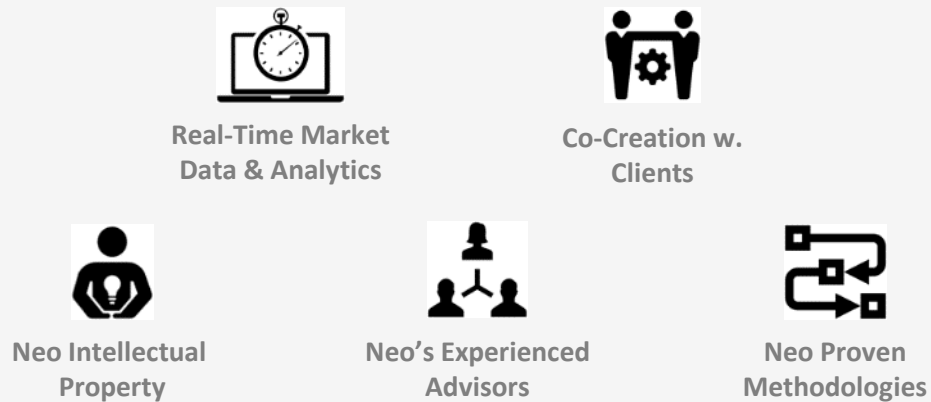 Real-Time Market
Data & Analytics
Co-Creation w.
Clients
Neo Intellectual
Property
Neo’s Experienced
Advisors
Neo Proven
Methodologies